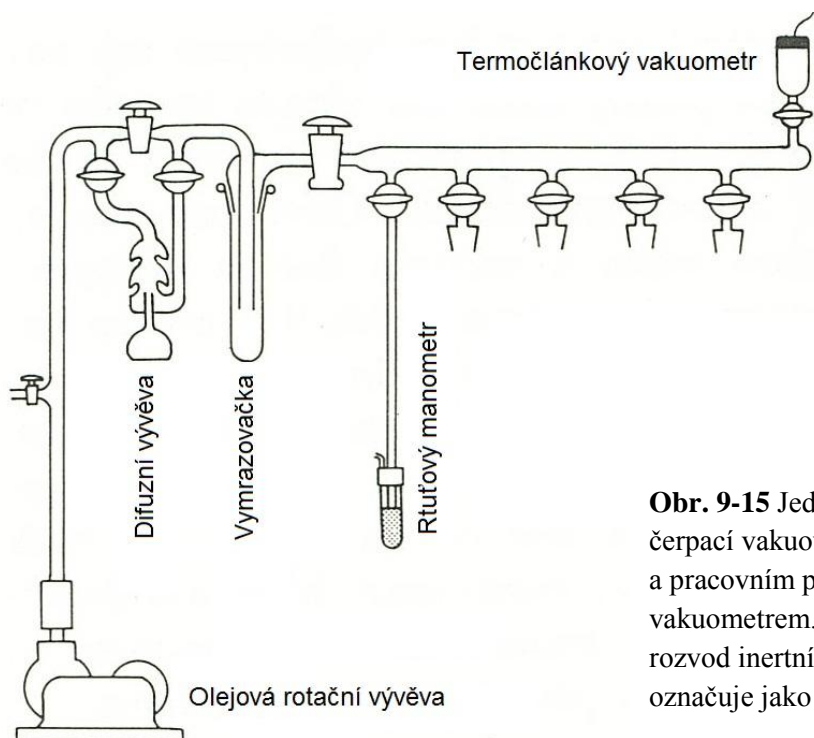 Termočlánkový vakuometr
Difuzní vývěva
Vymrazovačka
Rtuťový manometr
Olejová rotační vývěva
Obr. 9-15 Jed
čerpací vakuov
a pracovním p
vakuometrem.
rozvod inertní
označuje jako